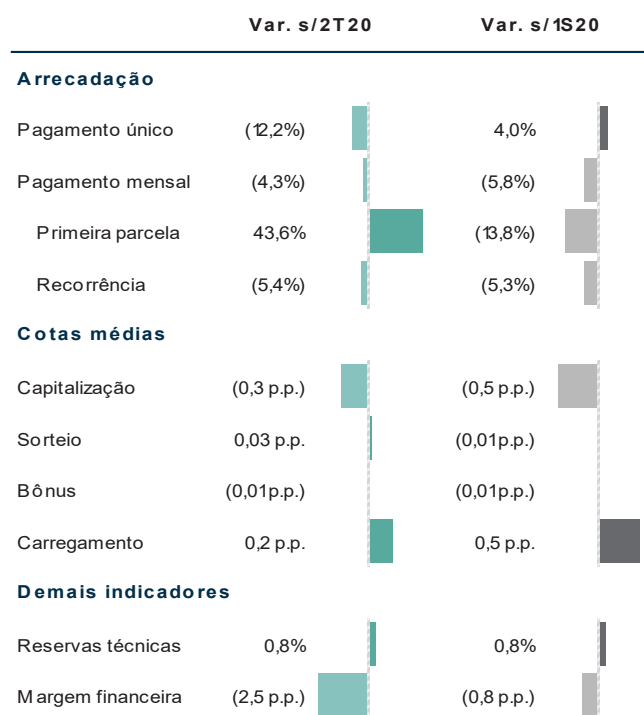 Var. s/2T20 Var. s/1S20
Arrecadação
Pagamento único (12,2%) 4,0%
Pagamento mensal (4,3%) (5,8%)
Primeira parcela 43,6% (13,8%)
Recorrência (5,4%) (5,3%)
Cotas médias
Capitalização (0,3 p.p.) (0,5 p.p.)
Sorteio 0,03 p.p. (0,01p.p.)
Bônus (0,01p.p.) (0,01p.p.)
Carregamento 0,2 p.p. 0,5 p.p.
Demais indicadores
Reservas técnicas 0,8% 0,8%
Margem financeira (2,5 p.p.) (0,8 p.p.)